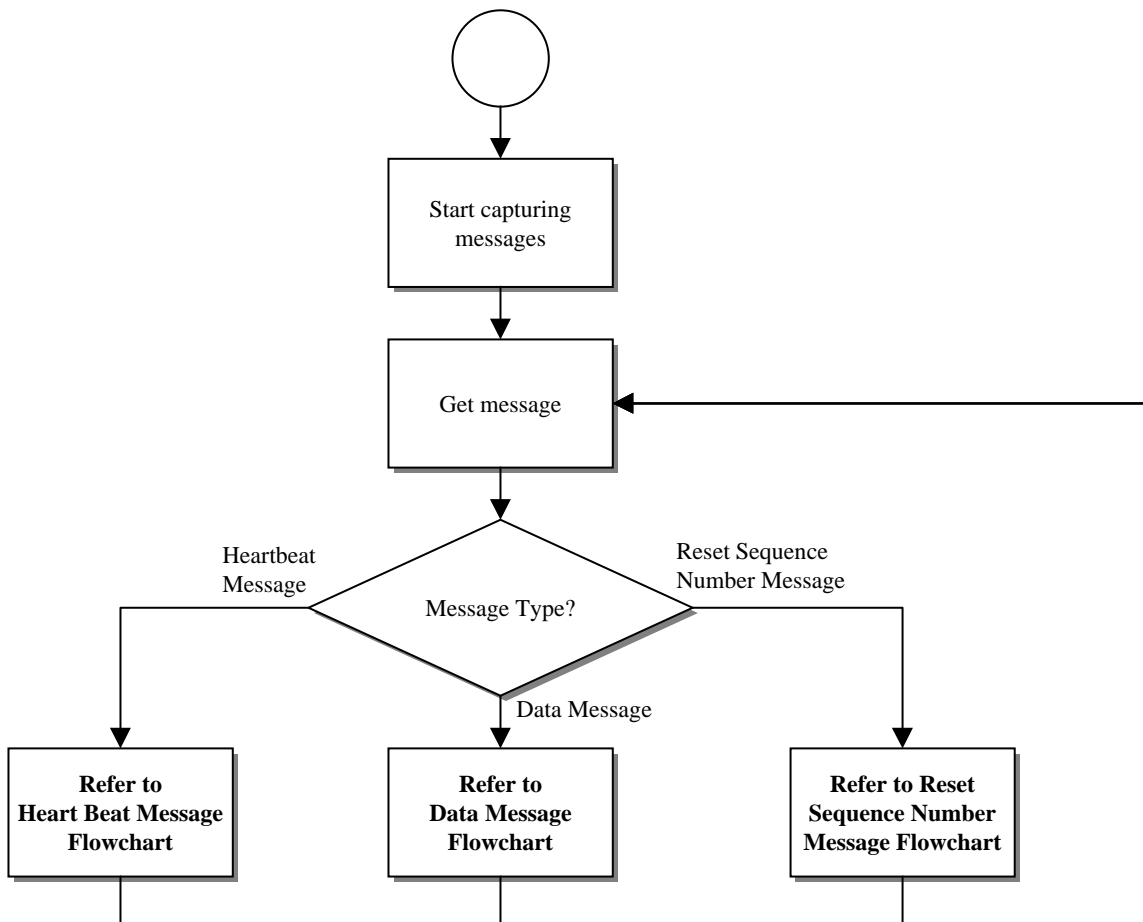 Start capturing
messages
Get message
Heartbeat
Message
Reset Sequence
Number Message
Message Type?
Data Message
Refer to
Heart Beat Message
Flowchart
Refer to
Data Message
Flowchart
Refer to Reset
Sequence Number
Message Flowchart